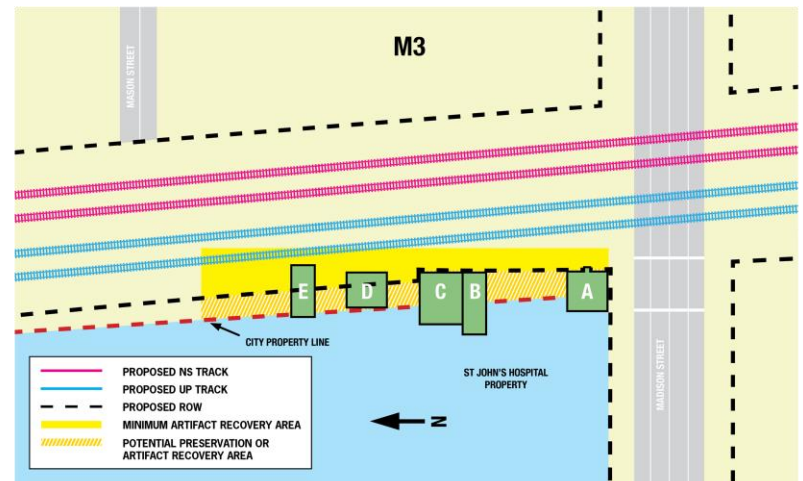 M3
MASON STREET
MADISON STREET
E
D
C
B
A
CITY PROPERTY LINE
ST JOHN'S HOSPITAL
PROPERTY
N
PROPOSED NS TRACK
PROPOSED UP TRACK
PROPOSED ROW
MINIMUM ARTIFACT RECOVERY AREA
POTENTIAL PRESERVATION OR
ARTIFACT RECOVERY AREA